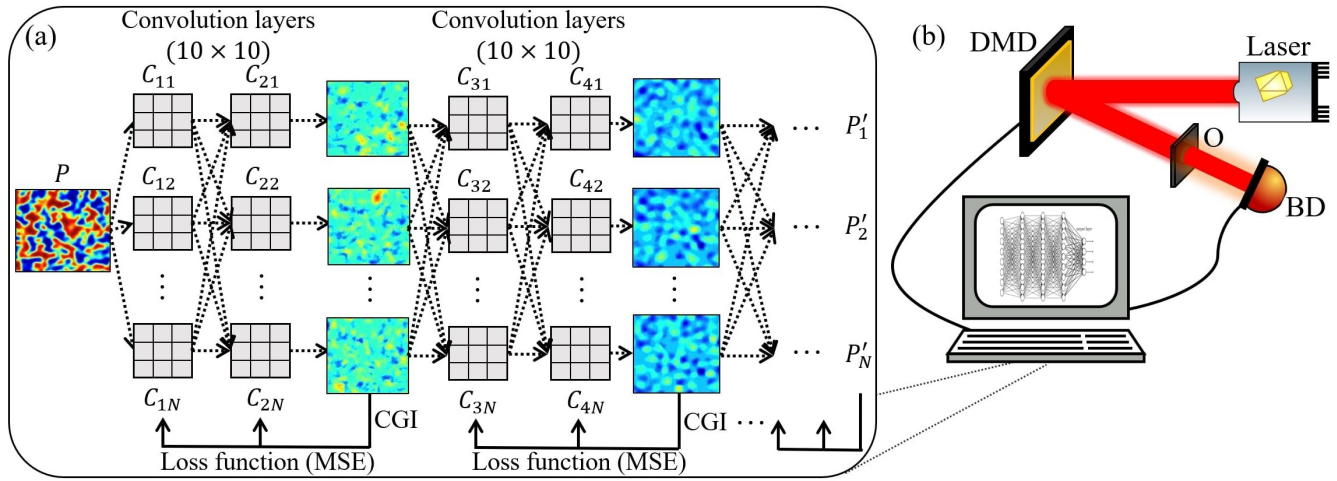 (a)
Convolution layers
(10 × 10)
Convolution layers
(10 × 10)
C₁₁
C₂₁
C₃₁
C₄₁
⋯ P′₁
P
C₁₂
C₂₂
C₃₂
C₄₂
⋯ P′₂
C₁N
C₂N
C₃N
C₄N
⋯ P′N
CGI
CGI ⋯
Loss function (MSE)
Loss function (MSE)
(b)
DMD
Laser
O
BD